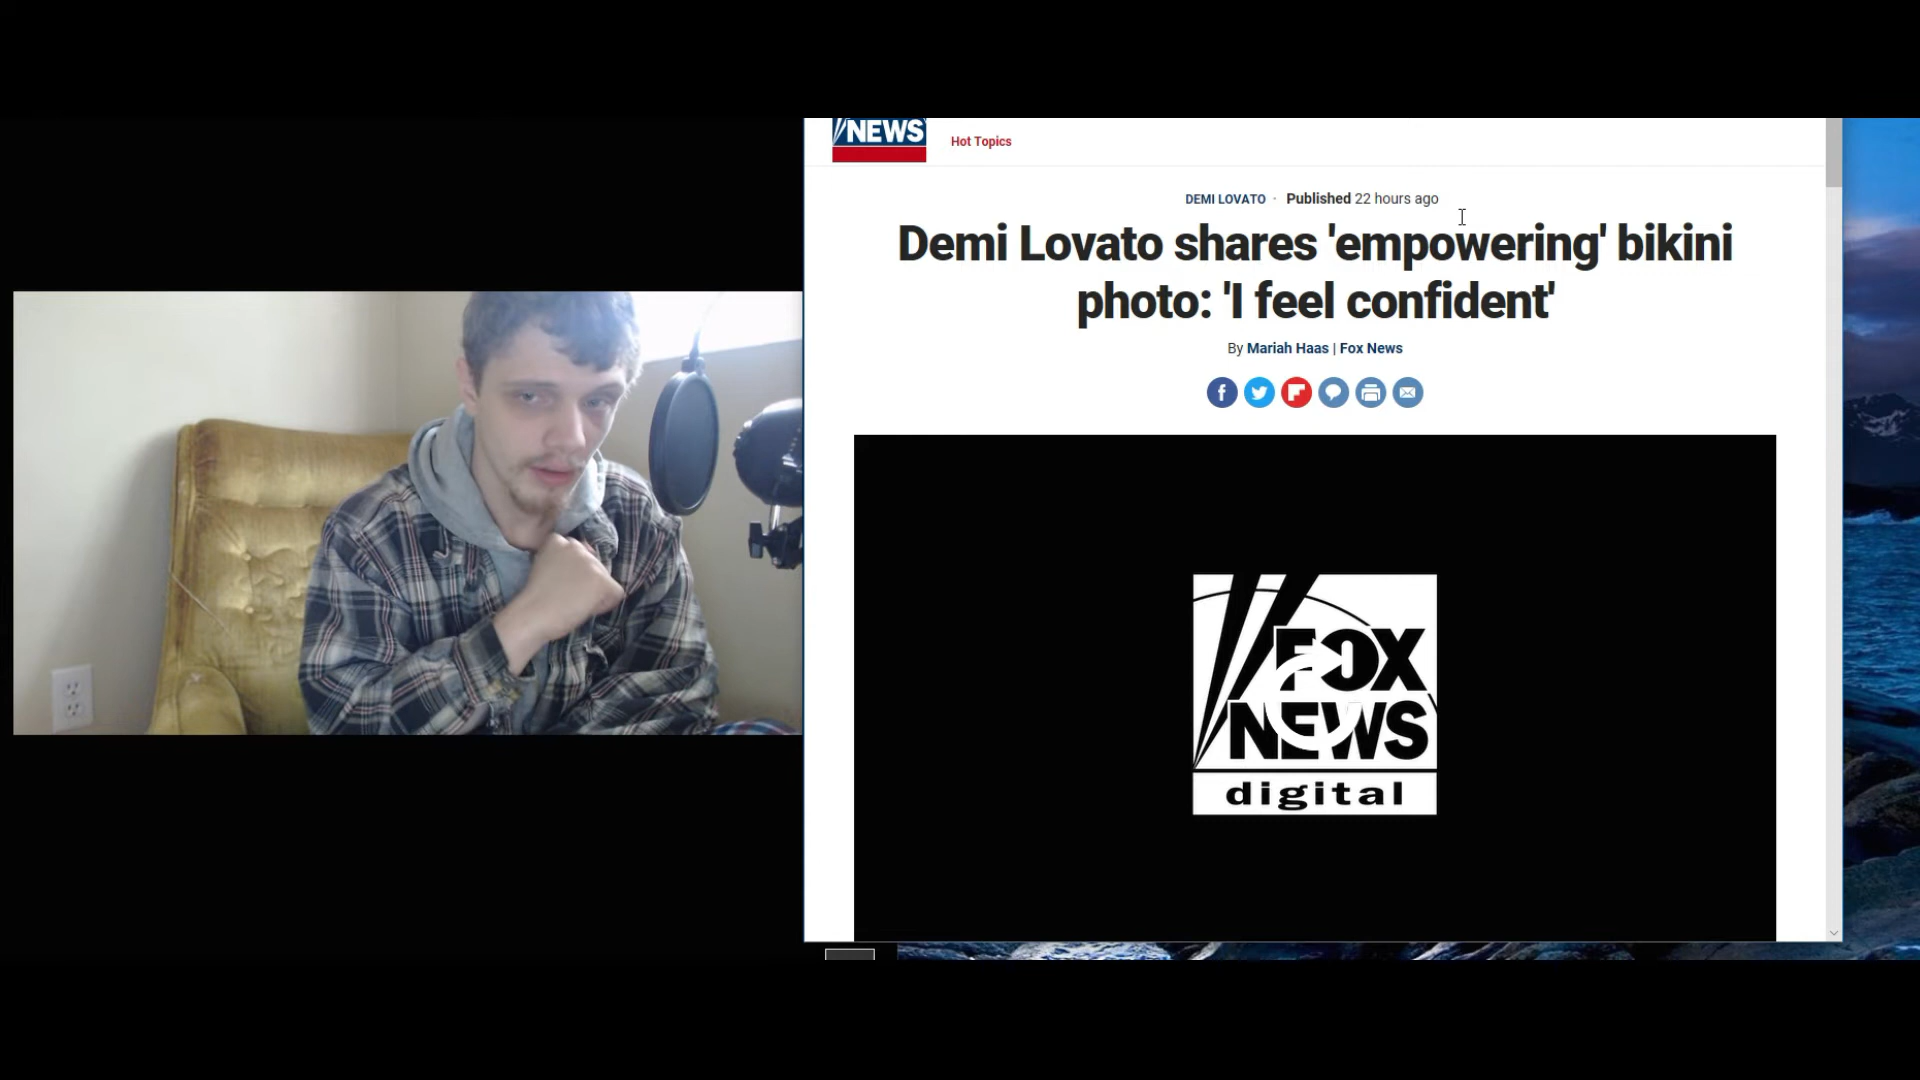 NEWS
Hot Topics
DEMI LOVATO · Published 22 hours ago
Demi Lovato shares 'empowering' bikini
photo: 'I feel confident'
By Mariah Haas | Fox News
FOX
NEWS
digital